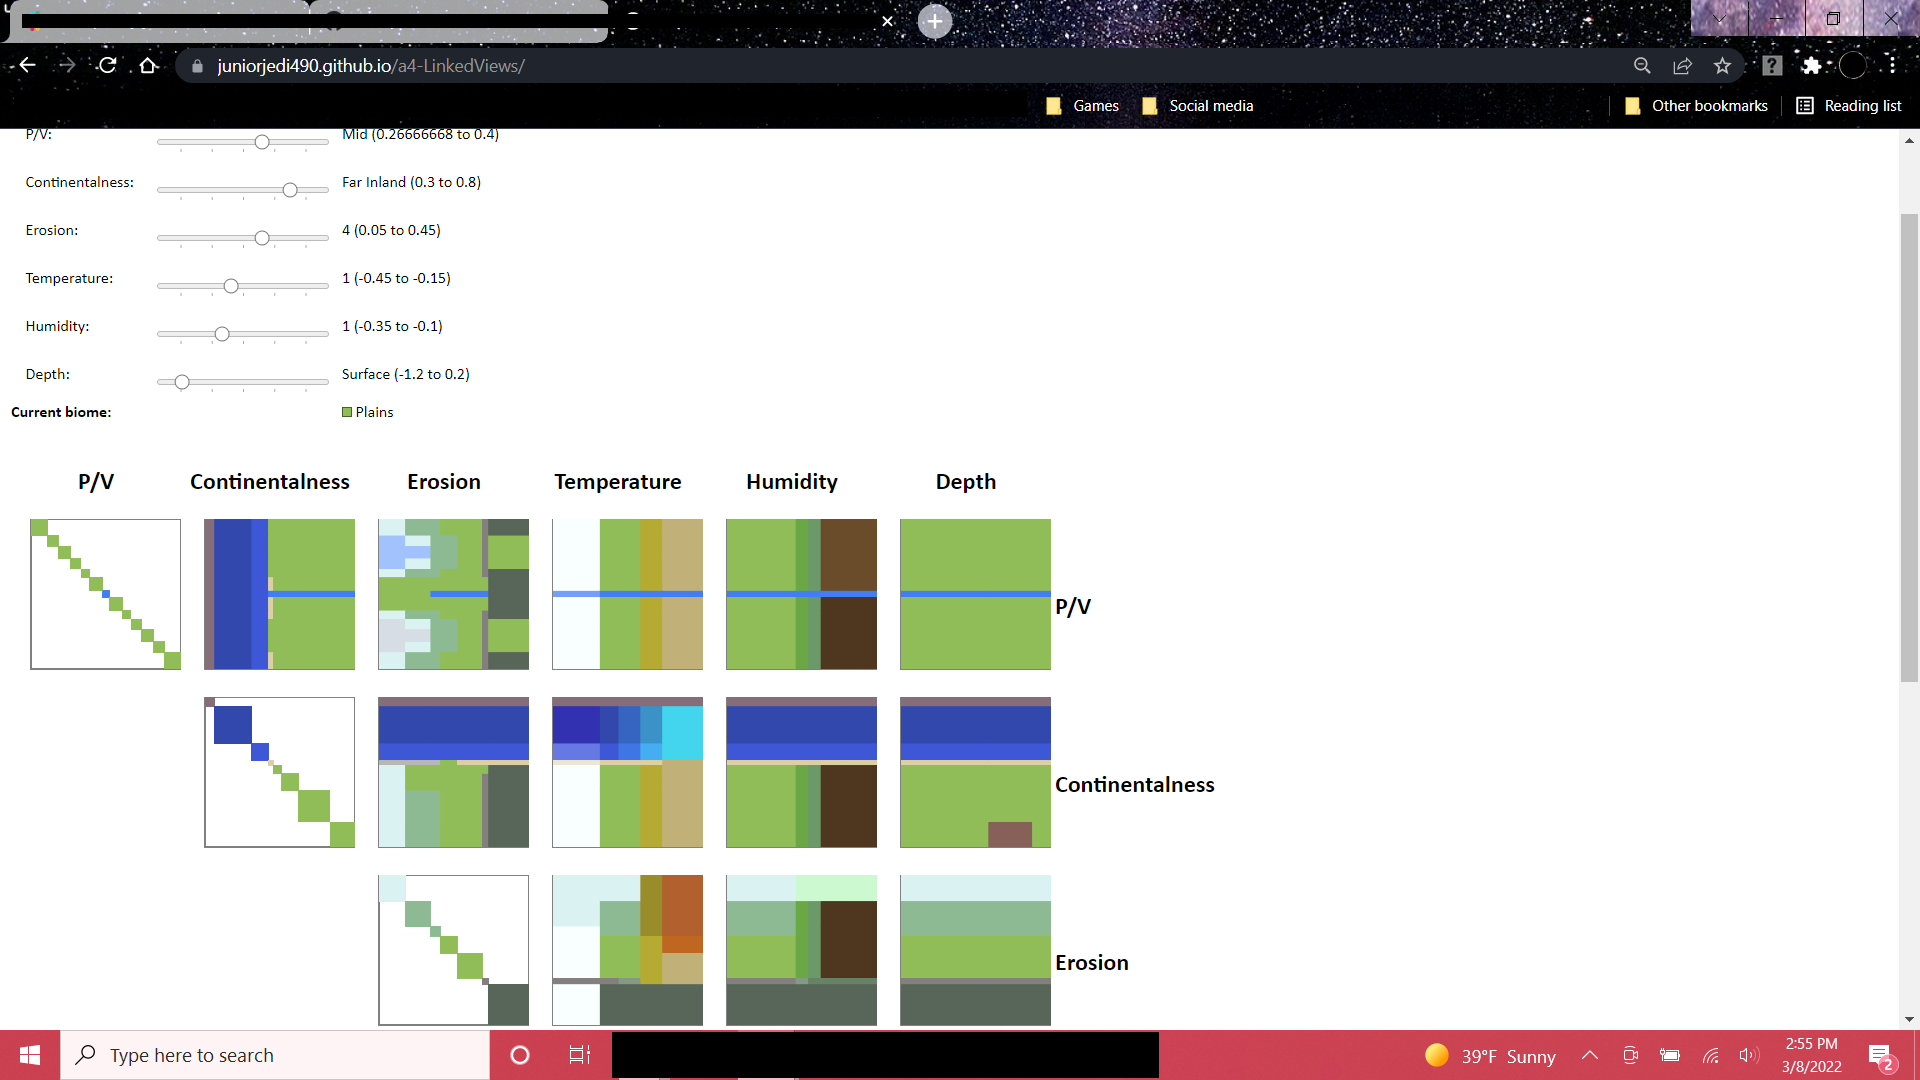 juniorjedi490.github.io/a4-LinkedViews/
Games Social media Other bookmarks Reading list
P/V: Mid (0.26666668 to 0.4)
Continentalness: Far Inland (0.3 to 0.8)
Erosion: 4 (0.05 to 0.45)
Temperature: 1 (-0.45 to -0.15)
Humidity: 1 (-0.35 to -0.1)
Depth: Surface (-1.2 to 0.2)
Current biome: Plains
P/V Continentalness Erosion Temperature Humidity Depth
P/V
Continentalness
Erosion
Type here to search 39°F Sunny 2:55 PM
3/8/2022 2